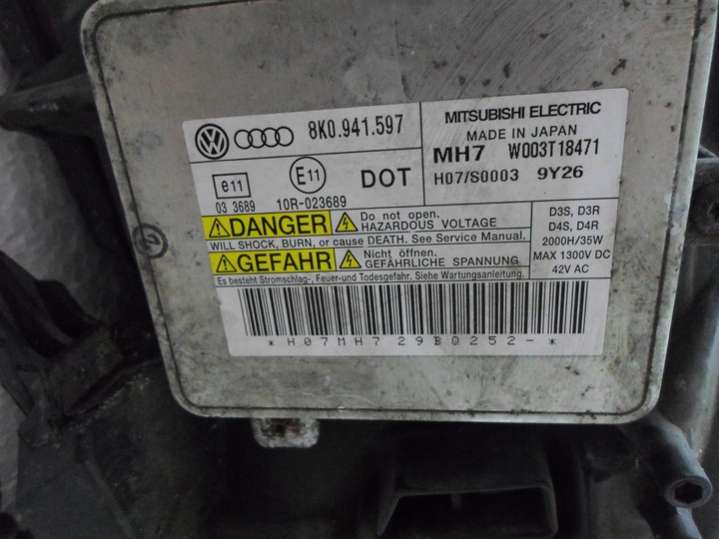 8K0.941.597
MITSUBISHI ELECTRIC
MADE IN JAPAN
MH7 W003T18471
H07/S0003 9Y26
e11
E11
DOT
03 3689
10R-023689
DANGER
Do not open.
HAZARDOUS VOLTAGE
WILL SHOCK, BURN, or cause DEATH. See Service Manual.
GEFAHR
Nicht öffnen.
GEFÄHRLICHE SPANNUNG
Es besteht Stromschlag-, Feuer-und Todesgefahr. Siehe Wartungsanleitung.
D3S, D3R
D4S, D4R
2000H/35W
MAX 1300V DC
42V AC
*H07MH729BQ252-*